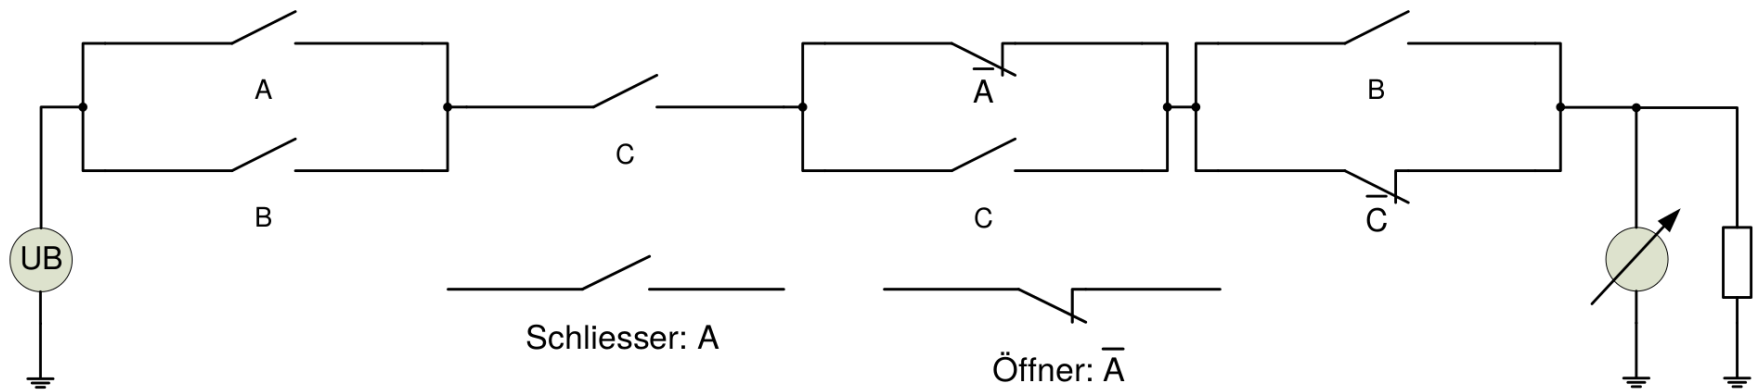 A
B
C
A̅
C
B
C̅
UB
Schliesser: A
Öffner: A̅